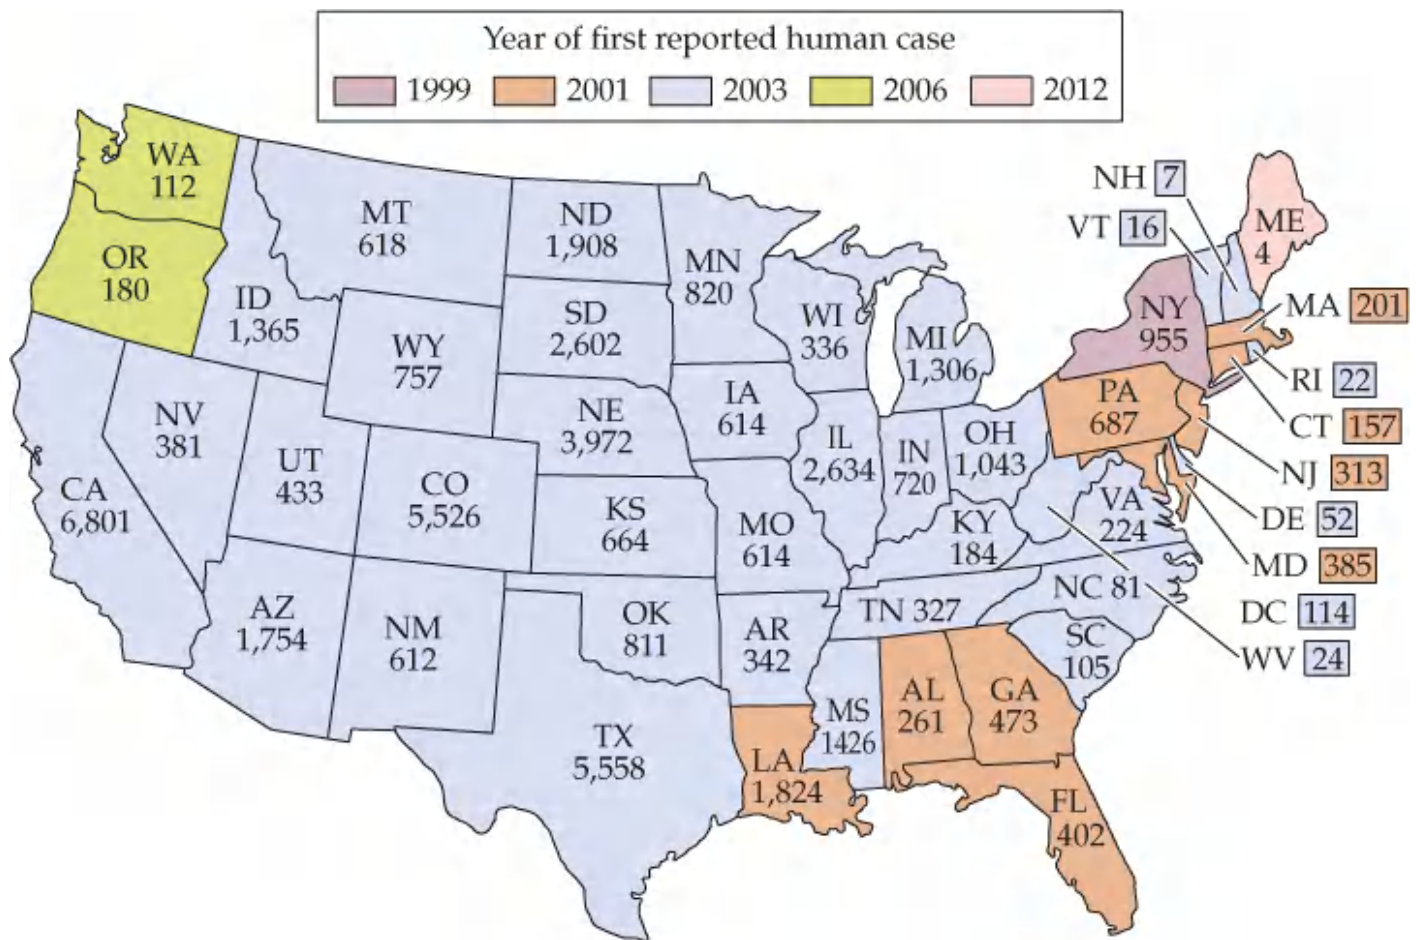 Year of first reported human case
1999 2001 2003 2006 2012
WA
112
OR
180
CA
6,801
NV
381
ID
1,365
MT
618
WY
757
UT
433
AZ
1,754
CO
5,526
NM
612
ND
1,908
SD
2,602
NE
3,972
KS
664
OK
811
TX
5,558
MN
820
IA
614
MO
614
AR
342
LA
1,824
WI
336
IL
2,634
MI
1,306
IN
720
OH
1,043
KY
184
TN 327
MS
1426
AL
261
GA
473
FL
402
SC
105
NC 81
VA
224
PA
687
NY
955
ME
4
NH 7
VT 16
MA 201
RI 22
CT 157
NJ 313
DE 52
MD 385
DC 114
WV 24